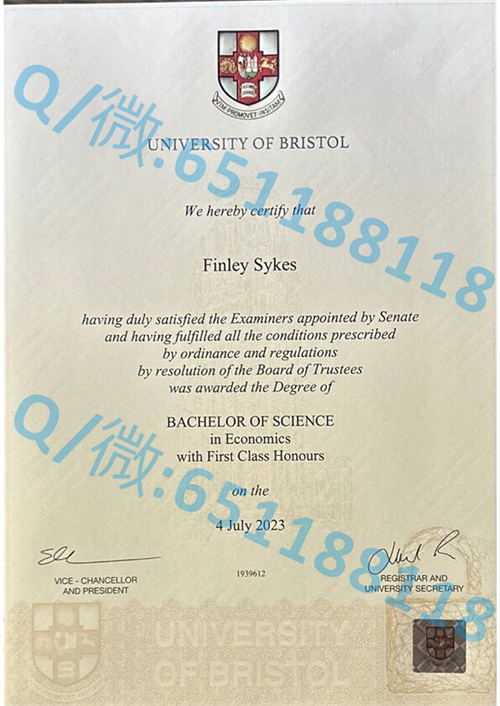 VIM PROMOVET INSITAM
UNIVERSITY OF BRISTOL
We hereby certify that
Finley Sykes
having duly satisfied the Examiners appointed by Senate
and having fulfilled all the conditions prescribed
by ordinance and regulations
by resolution of the Board of Trustees
was awarded the Degree of
BACHELOR OF SCIENCE
in Economics
with First Class Honours
on the
4 July 2023
VICE - CHANCELLOR
AND PRESIDENT
1939612
REGISTRAR AND
UNIVERSITY SECRETARY
UNIVERSITY
OF BRISTOL
Q/微:651188118
Q/微:651188118